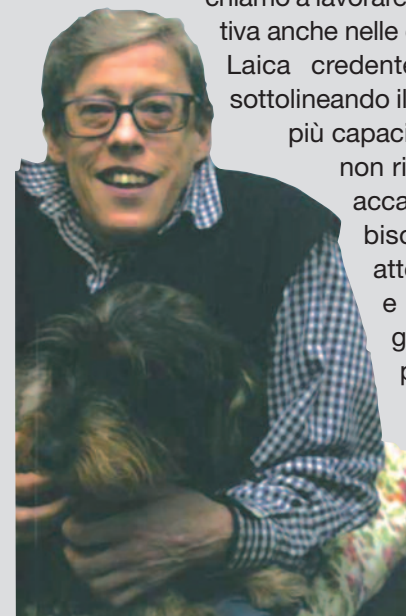 chiamo a lavorare
tiva anche nelle
Laica credente
sottolineando il
più capaci
non ri
acca
biso
atte
e
g
p